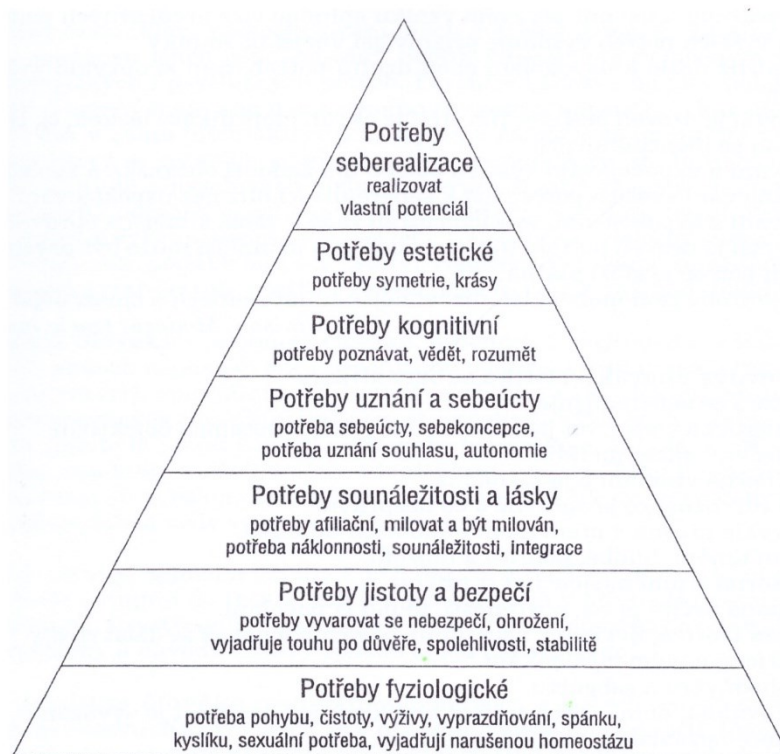 Potřeby
seberealizace
realizovat
vlastní potenciál
Potřeby estetické
potřeby symetrie, krásy
Potřeby kognitivní
potřeby poznávat, vědět, rozumět
Potřeby uznání a sebeúcty
potřeba sebeúcty, sebekoncepce,
potřeba uznání souhlasu, autonomie
Potřeby sounáležitosti a lásky
potřeby afiliační, milovat a být milován,
potřeba náklonnosti, sounáležitosti, integrace
Potřeby jistoty a bezpečí
potřeby vyvarovat se nebezpečí, ohrožení,
vyjadřuje touhu po důvěře, spolehlivosti, stabilitě
Potřeby fyziologické
potřeba pohybu, čistoty, výživy, vyprazdňování, spánku,
kyslíku, sexuální potřeba, vyjadřují narušenou homeostázu